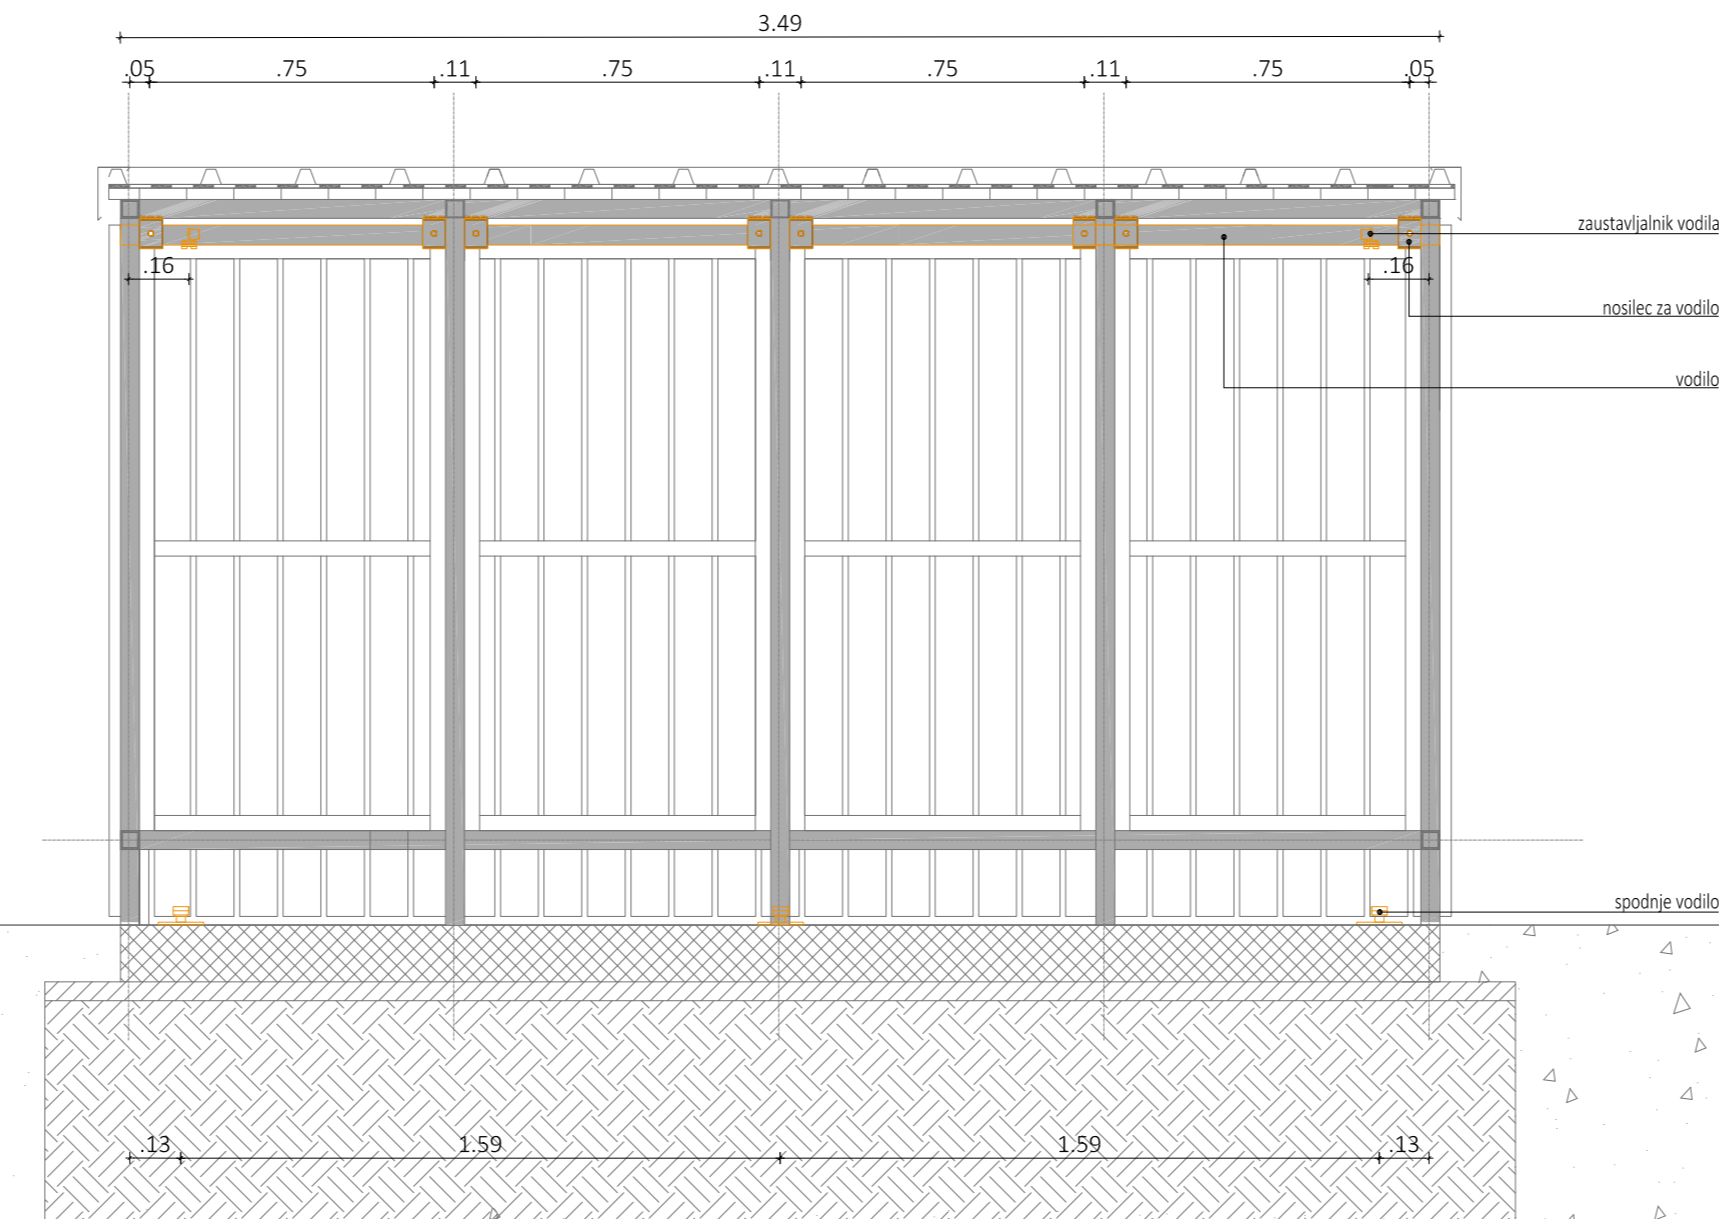 3.49
.05 .75 .11 .75 .11 .75 .11 .75 .05
zaustavljalnik vodila
.16 .16
nosilec za vodilo
vodilo
spodnje vodilo
.13 1.59 1.59 .13